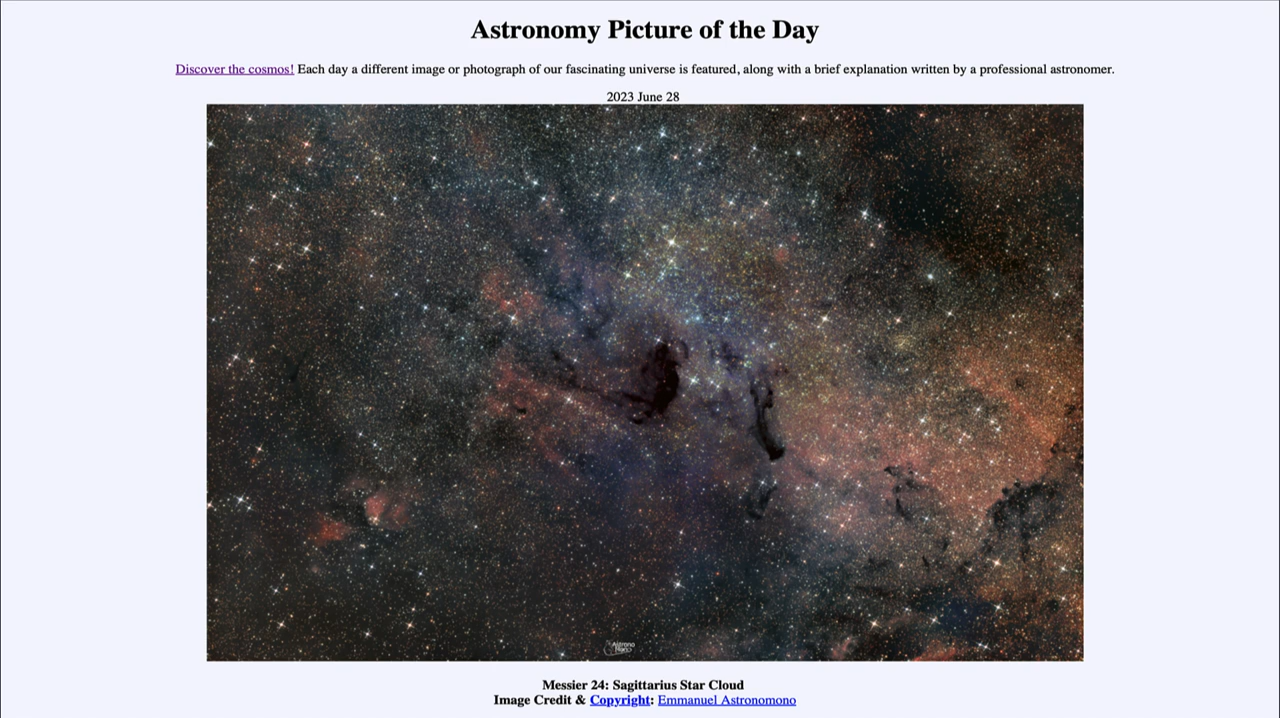 Astronomy Picture of the Day
Discover the cosmos! Each day a different image or photograph of our fascinating universe is featured, along with a brief explanation written by a professional astronomer.
2023 June 28
Astrono
Messier 24: Sagittarius Star Cloud
Image Credit & Copyright: Emmanuel Astronomono